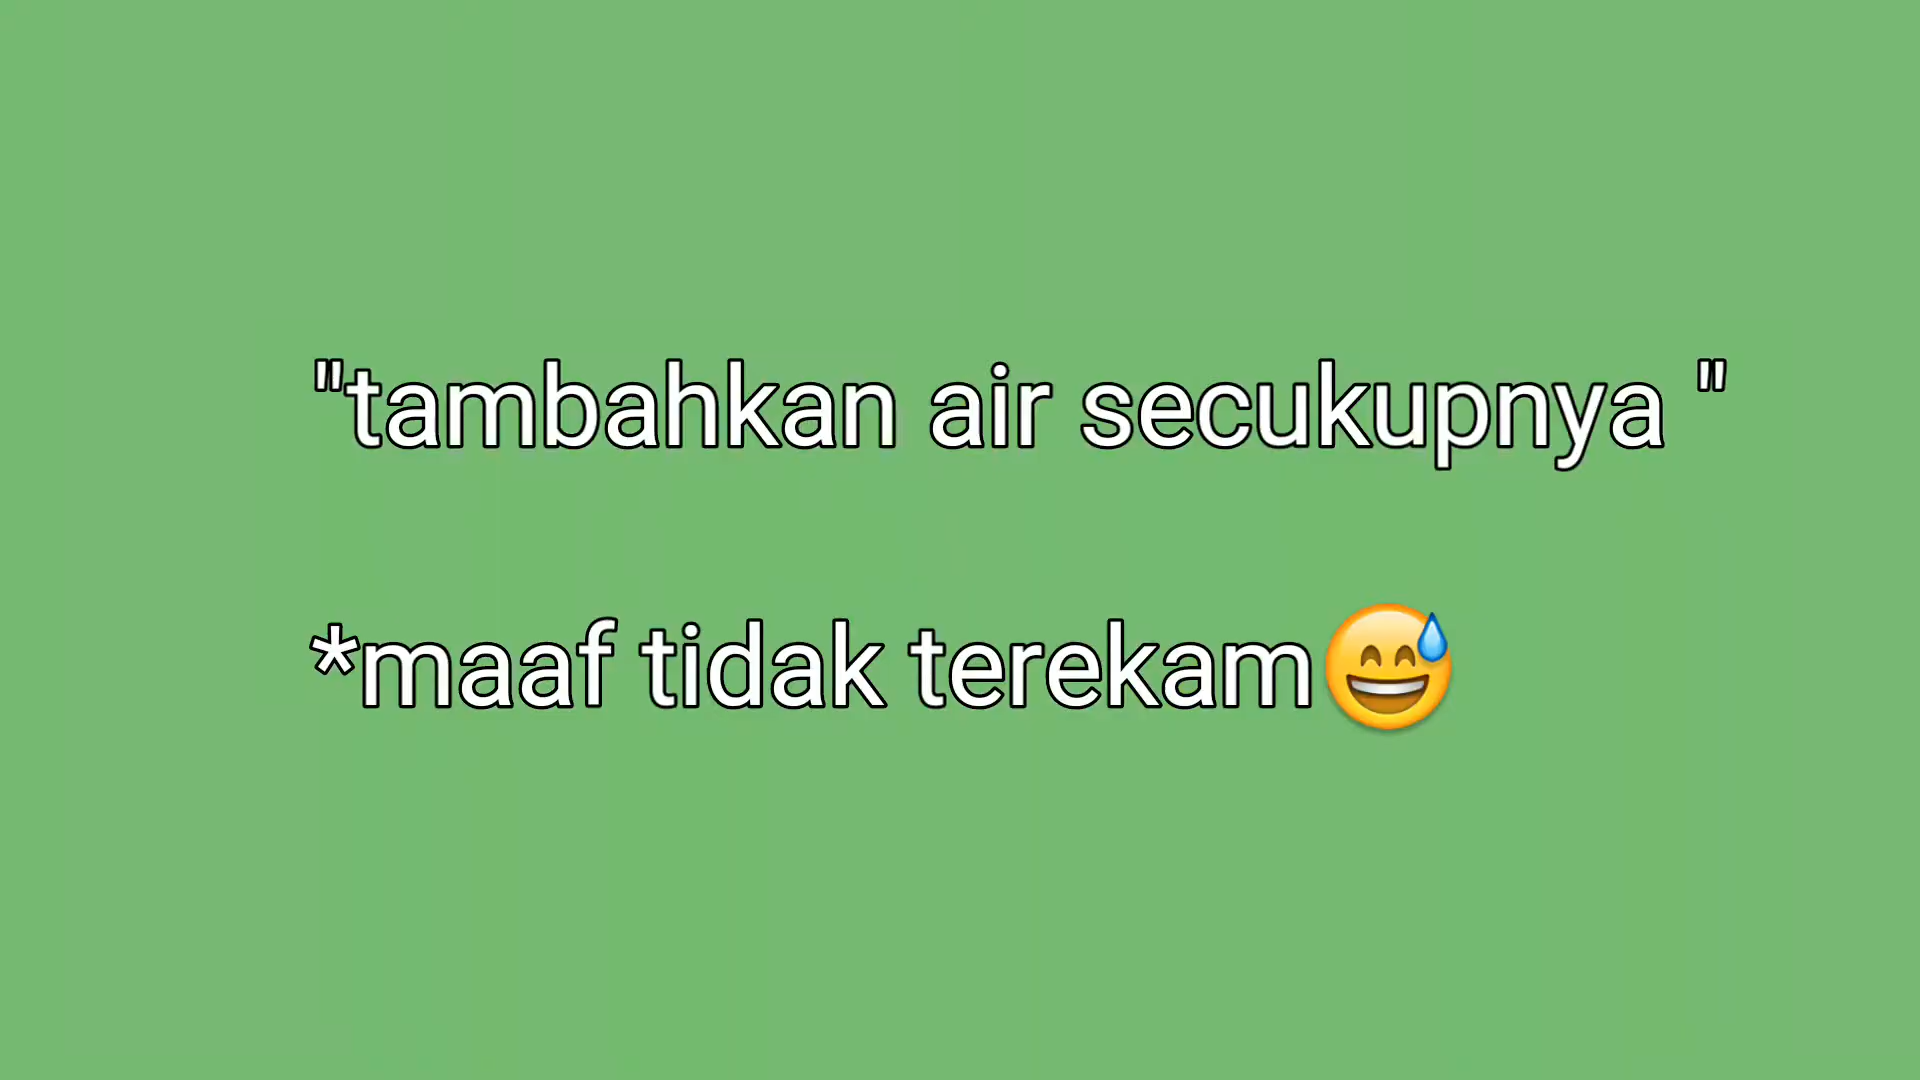 "tambahkan air secukupnya "
*maaf tidak terekam😅